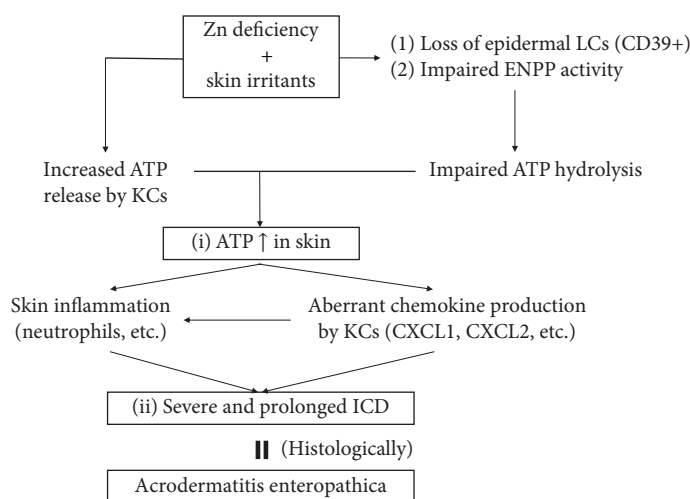 Zn deficiency
+
skin irritants
(1) Loss of epidermal LCs (CD39+)
(2) Impaired ENPP activity
Increased ATP
release by KCs
Impaired ATP hydrolysis
(i) ATP ↑ in skin
Skin inflammation
(neutrophils, etc.)
Aberrant chemokine production
by KCs (CXCL1, CXCL2, etc.)
(ii) Severe and prolonged ICD
(Histologically)
Acrodermatitis enteropathica